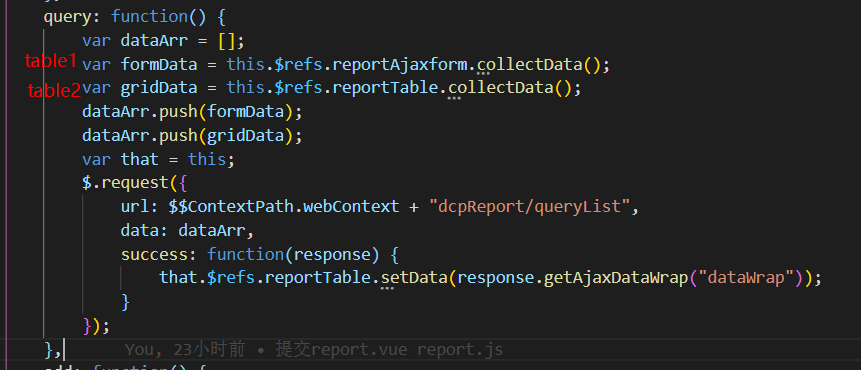 query: function() {
var dataArr = [];
table1 var formData = this.$refs.reportAjaxform.collectData();
table2 var gridData = this.$refs.reportTable.collectData();
dataArr.push(formData);
dataArr.push(gridData);
var that = this;
$.request({
url: $$ContextPath.webContext + "dcpReport/queryList",
data: dataArr,
success: function(response) {
that.$refs.reportTable.setData(response.getAjaxDataWrap("dataWrap"));
}
});
}, You, 23小时前 • 提交report.vue report.js
add: function() {